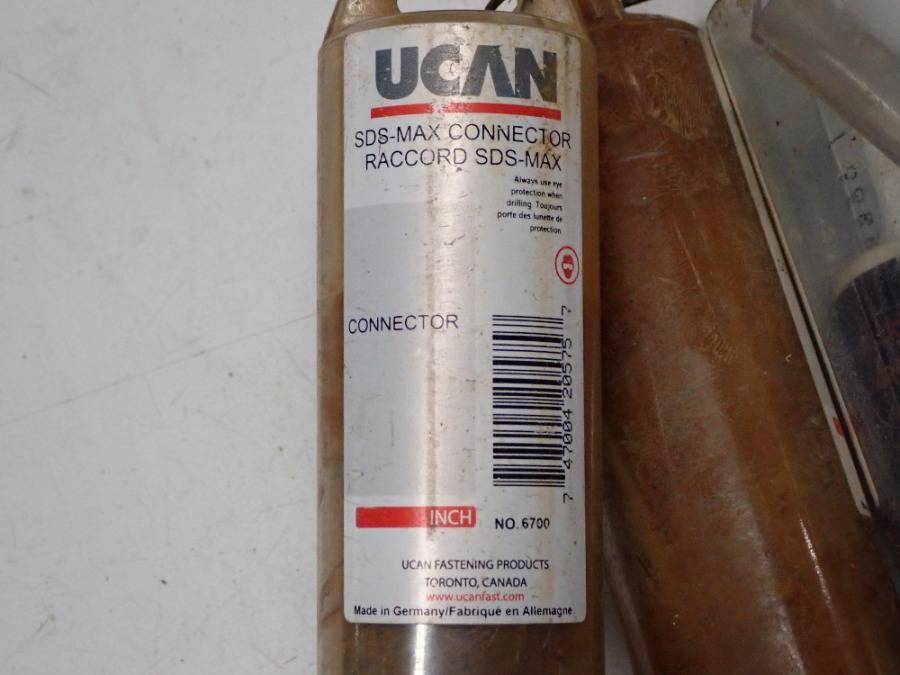 UCAN
SDS-MAX CONNECTOR
RACCORD SDS-MAX
Always use eye
protection when
drilling. Toujours
porte des lunette de
protection.
CONNECTOR
7 47004 20575 7
INCH
NO. 6700
UCAN FASTENING PRODUCTS
TORONTO, CANADA
www.ucanfast.com
Made in Germany/Fabrique en Allemagne